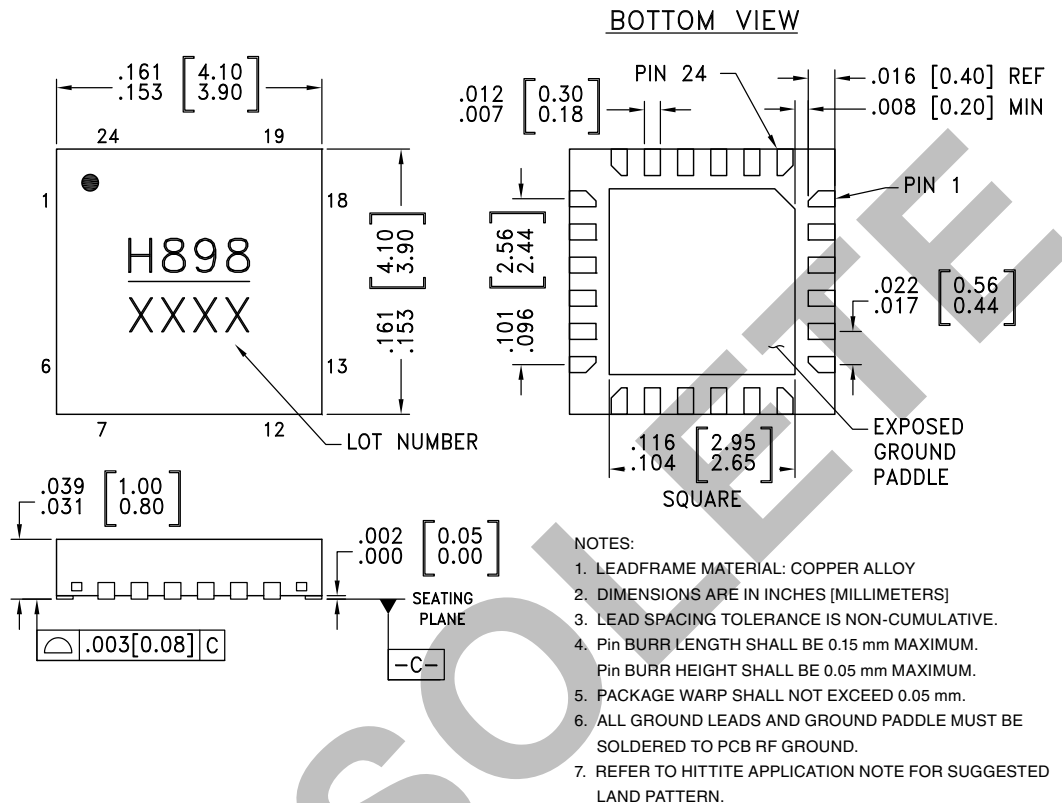 BOTTOM VIEW
.161 [4.10]
.153 [3.90]
24
19
1
18
H898
XXXX
6
13
7
12
LOT NUMBER
.161 [4.10]
.153 [3.90]
PIN 24
.012 [0.30]
.007 [0.18]
.016 [0.40] REF
.008 [0.20] MIN
PIN 1
.101 [2.56]
.096 [2.44]
.022 [0.56]
.017 [0.44]
.116 [2.95]
.104 [2.65]
SQUARE
EXPOSED
GROUND
PADDLE
.039 [1.00]
.031 [0.80]
.002 [0.05]
.000 [0.00]
SEATING
PLANE
.003[0.08] C
-C-
NOTES:
1. LEADFRAME MATERIAL: COPPER ALLOY
2. DIMENSIONS ARE IN INCHES [MILLIMETERS]
3. LEAD SPACING TOLERANCE IS NON-CUMULATIVE.
4. Pin BURR LENGTH SHALL BE 0.15 mm MAXIMUM.
Pin BURR HEIGHT SHALL BE 0.05 mm MAXIMUM.
5. PACKAGE WARP SHALL NOT EXCEED 0.05 mm.
6. ALL GROUND LEADS AND GROUND PADDLE MUST BE
SOLDERED TO PCB RF GROUND.
7. REFER TO HITTITE APPLICATION NOTE FOR SUGGESTED
LAND PATTERN.
SOLETE